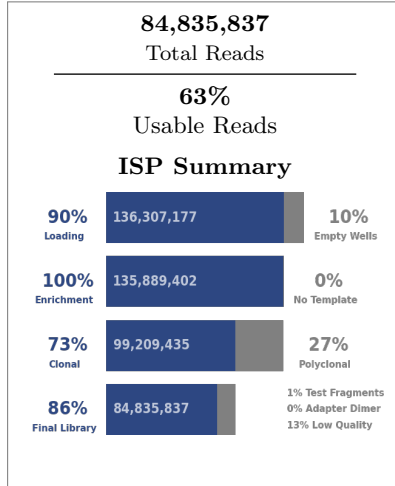 84,835,837
Total Reads
63%
Usable Reads
ISP Summary
90%
Loading
136,307,177
10%
Empty Wells
100%
Enrichment
135,889,402
0%
No Template
73%
Clonal
99,209,435
27%
Polyclonal
86%
Final Library
84,835,837
1% Test Fragments
0% Adapter Dimer
13% Low Quality